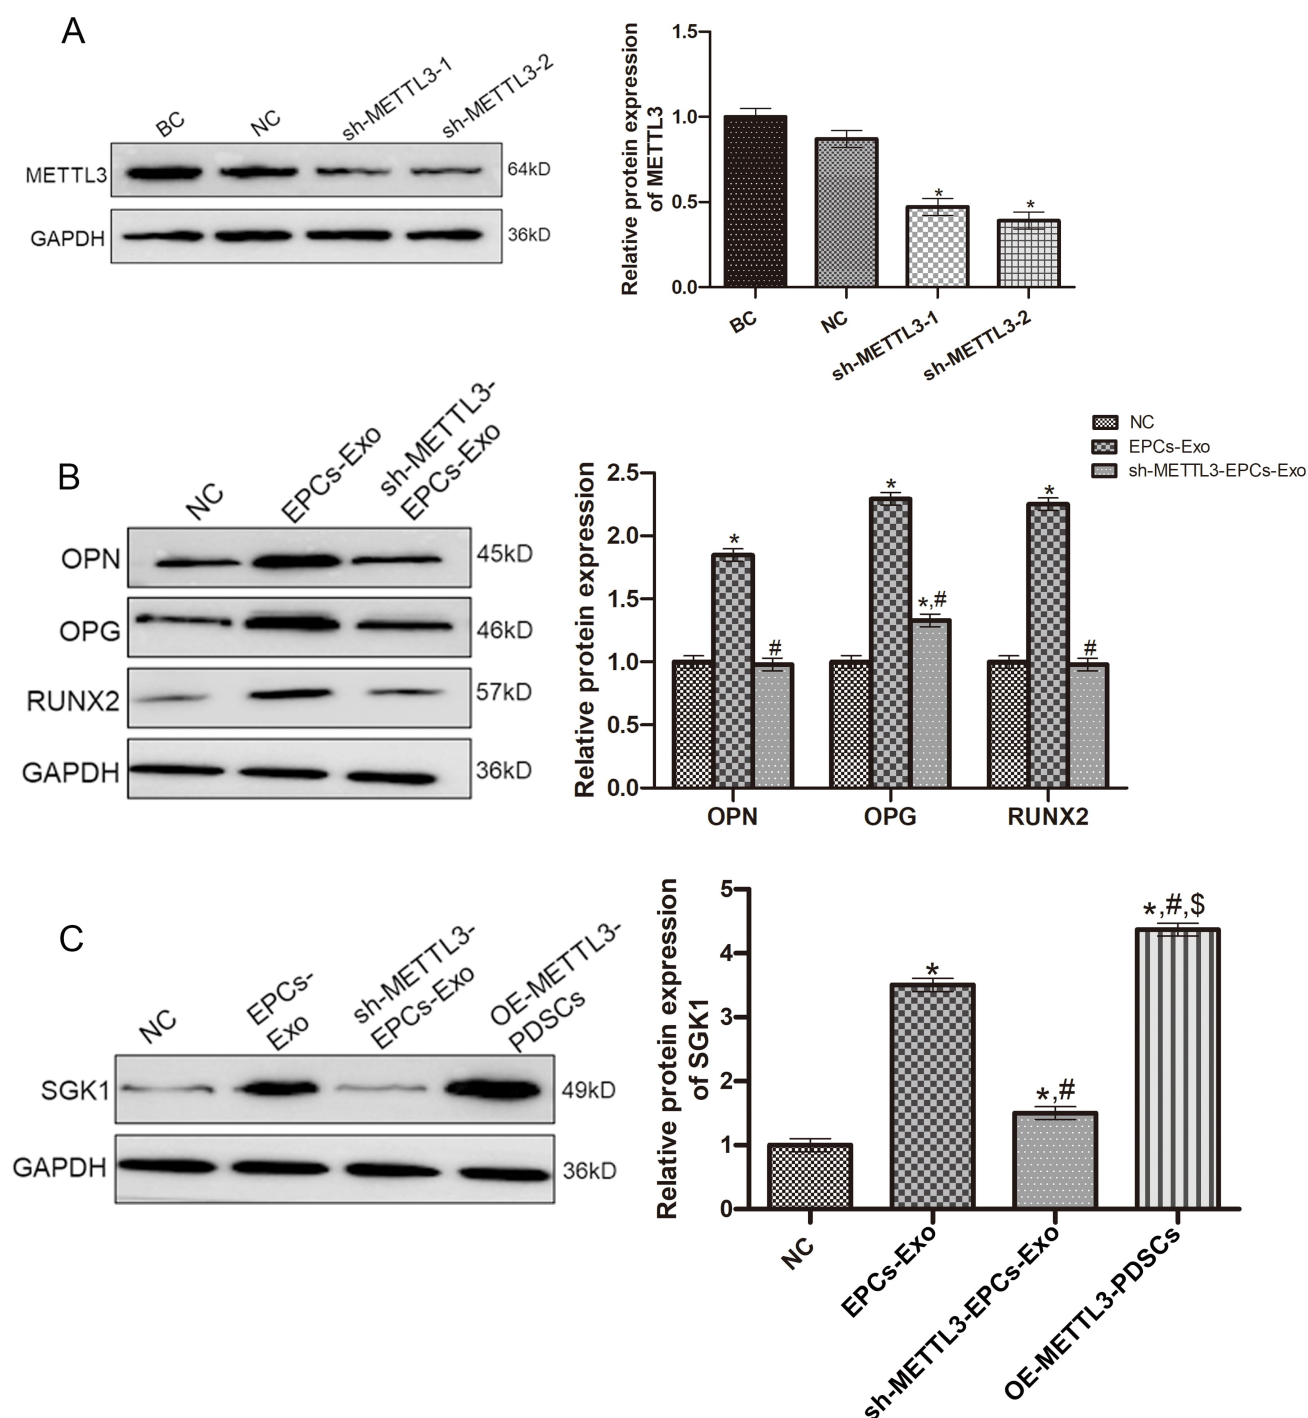 A
BC
NC
sh-METTL3-1
sh-METTL3-2
METTL3
64kD
GAPDH
36kD
Relative protein expression
of METTL3
1.5
1.0
0.5
0.0
*
*
BC
NC
sh-METTL3-1
sh-METTL3-2
B
NC
EPCs-Exo
sh-METTL3-
EPCs-Exo
OPN
45kD
OPG
46kD
RUNX2
57kD
GAPDH
36kD
NC
EPCs-Exo
sh-METTL3-EPCs-Exo
Relative protein expression
2.5
2.0
1.5
1.0
0.5
0.0
*
#
*
*,#
*
#
OPN
OPG
RUNX2
C
NC
EPCs-
Exo
sh-METTL3-
EPCs-Exo
OE-METTL3-
PDSCs
SGK1
49kD
GAPDH
36kD
Relative protein expression
of SGK1
5
4
3
2
1
0
*
*,#
*,#,$
NC
EPCs-Exo
sh-METTL3-EPCs-Exo
OE-METTL3-PDSCs